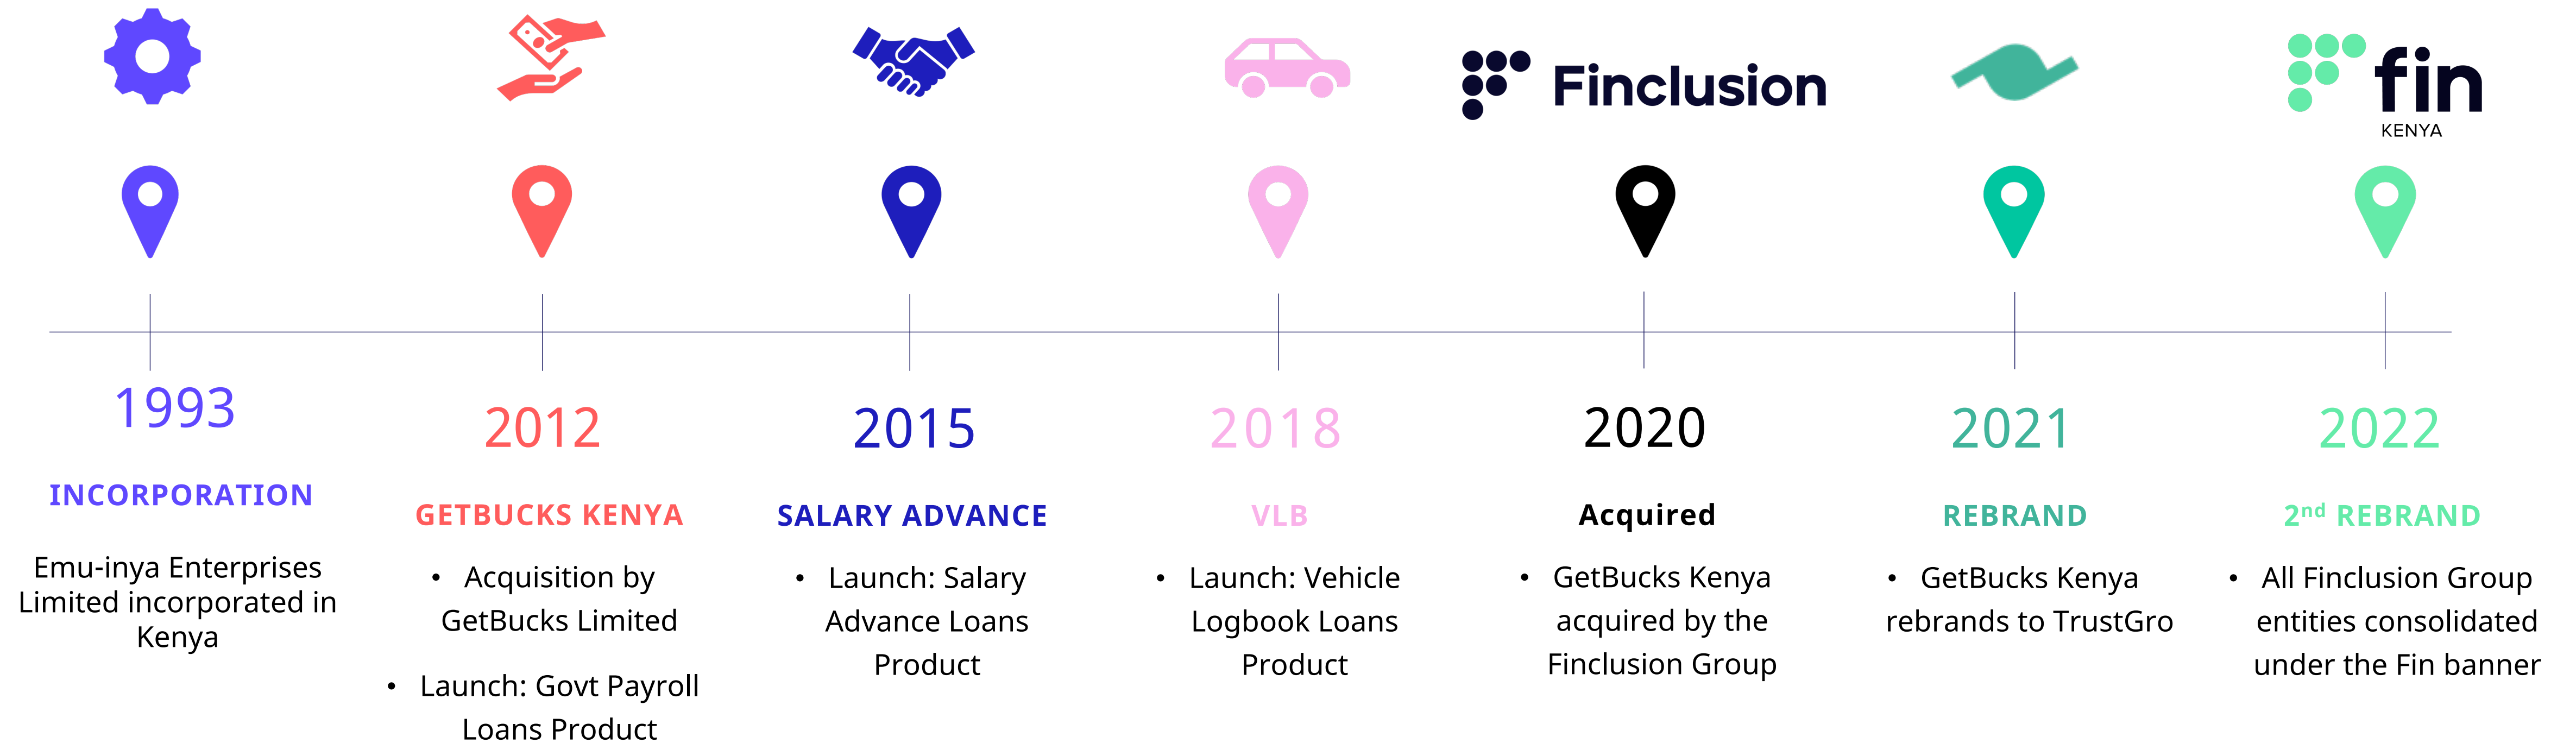 Finclusion
fin
KENYA
1993
INCORPORATION
Emu-inya Enterprises
Limited incorporated in
Kenya
2012
GETBUCKS KENYA
• Acquisition by
GetBucks Limited
• Launch: Govt Payroll
Loans Product
2015
SALARY ADVANCE
• Launch: Salary
Advance Loans
Product
2018
VLB
• Launch: Vehicle
Logbook Loans
Product
2020
Acquired
• GetBucks Kenya
acquired by the
Finclusion Group
2021
REBRAND
• GetBucks Kenya
rebrands to TrustGro
2022
2nd REBRAND
• All Finclusion Group
entities consolidated
under the Fin banner